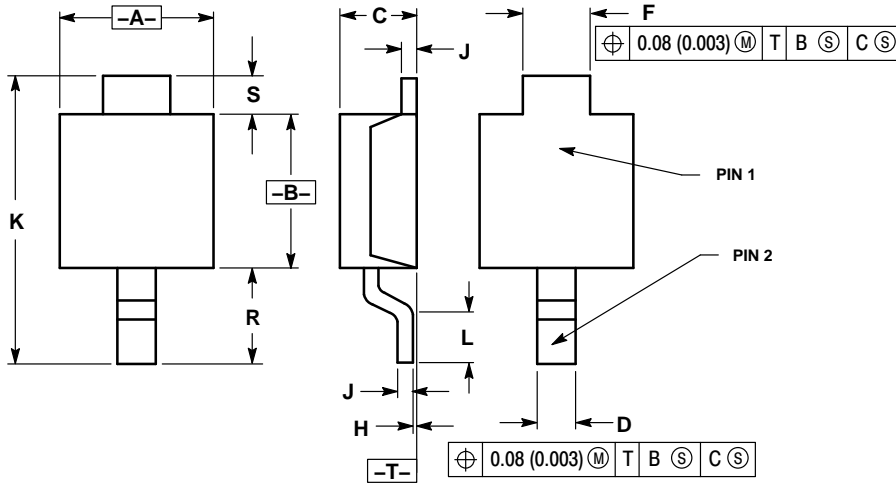 –A–
C
F
⌖ 0.08 (0.003) Ⓜ T B Ⓢ C Ⓢ
J
S
–B–
K
PIN 1
PIN 2
R
L
J
H
D
⌖ 0.08 (0.003) Ⓜ T B Ⓢ C Ⓢ
–T–